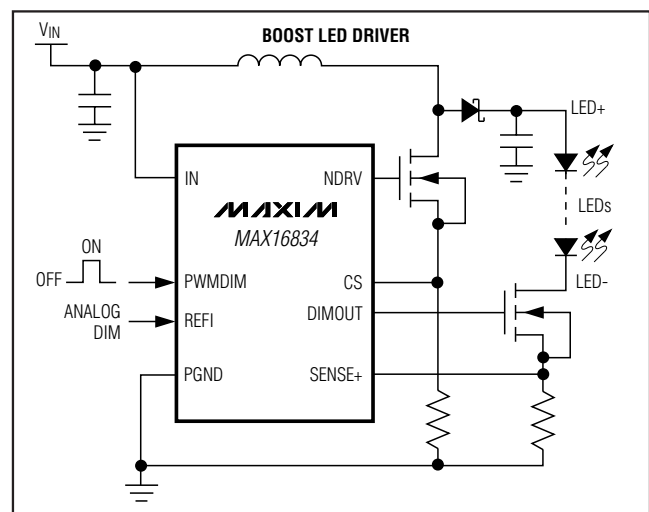 VIN
BOOST LED DRIVER
LED+
IN
NDRV
MAXIM
MAX16834
LEDs
ON
OFF
PWMDIM
CS
LED-
ANALOG
DIM
REFI
DIMOUT
PGND
SENSE+